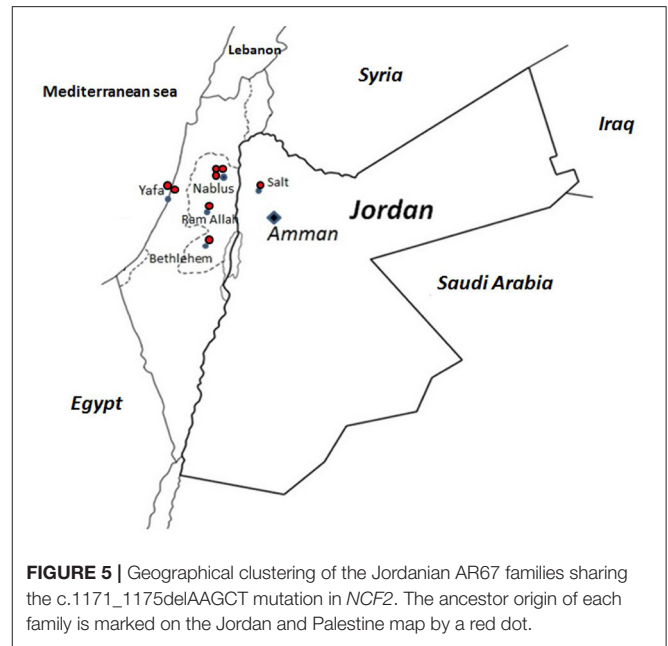 Lebanon
Syria
Mediterranean sea
Iraq
Yafa
Nablus
Salt
Jordan
Ram Allah
Amman
Bethlehem
Saudi Arabia
Egypt
FIGURE 5 | Geographical clustering of the Jordanian AR67 families sharing
the c.1171_1175delAAGCT mutation in NCF2. The ancestor origin of each
family is marked on the Jordan and Palestine map by a red dot.